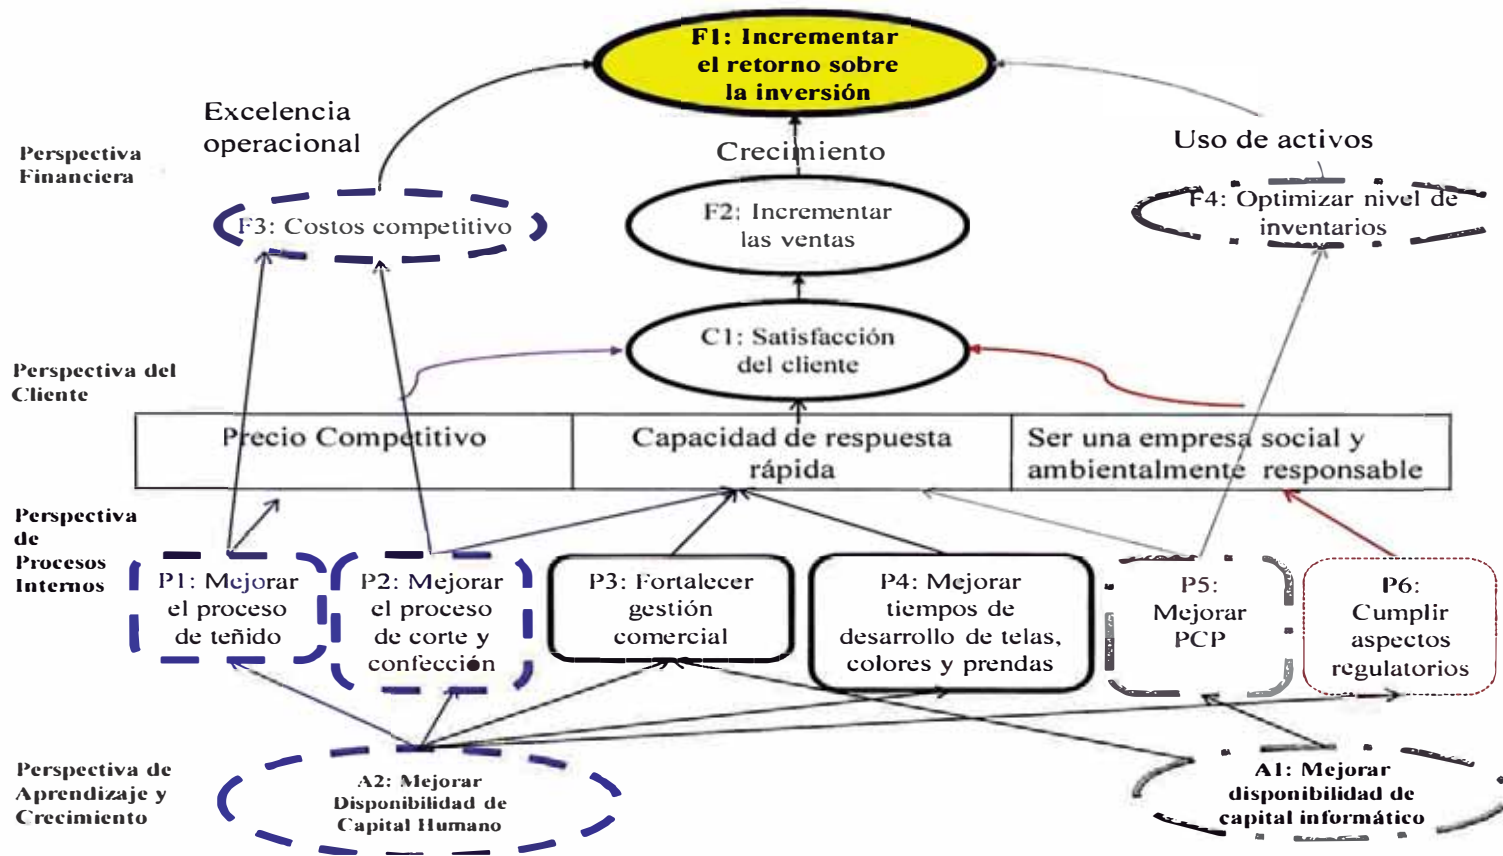 F1: Incrementar
el retorno sobre
la inversión
Excelencia
operacional
Crecimiento
Uso de activos
Perspectiva
Financiera
F3: Costos competitivo
F2: Incrementar
las ventas
F4: Optimizar nivel de
inventarios
C1: Satisfacción
del cliente
Perspectiva del
Cliente
Precio Competitivo
Capacidad de respuesta
rápida
Ser una empresa social y
ambientalmente responsable
Perspectiva
de
Procesos
Internos
P1: Mejorar
el proceso
de teñido
P2: Mejorar
el proceso
de corte y
confección
P3: Fortalecer
gestión
comercial
P4: Mejorar
tiempos de
desarrollo de telas,
colores y prendas
P5:
Mejorar
PCP
P6:
Cumplir
aspectos
regulatorios
Perspectiva de
Aprendizaje y
Crecimiento
A2: Mejorar
Disponibilidad de
Capital Humano
A1: Mejorar
disponibilidad de
capital informático